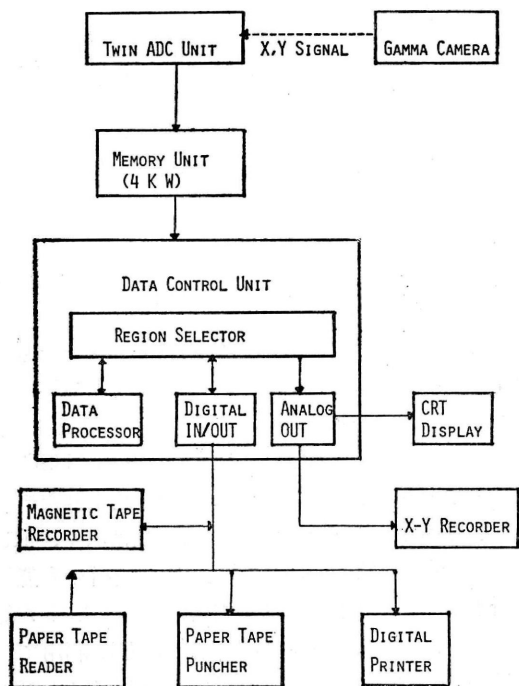 TWIN ADC UNIT
X,Y SIGNAL
GAMMA CAMERA
MEMORY UNIT
(4 K W)
DATA CONTROL UNIT
REGION SELECTOR
DATA
PROCESSOR
DIGITAL
IN/OUT
ANALOG
OUT
CRT
DISPLAY
MAGNETIC TAPE
RECORDER
X-Y RECORDER
PAPER TAPE
READER
PAPER TAPE
PUNCHER
DIGITAL
PRINTER